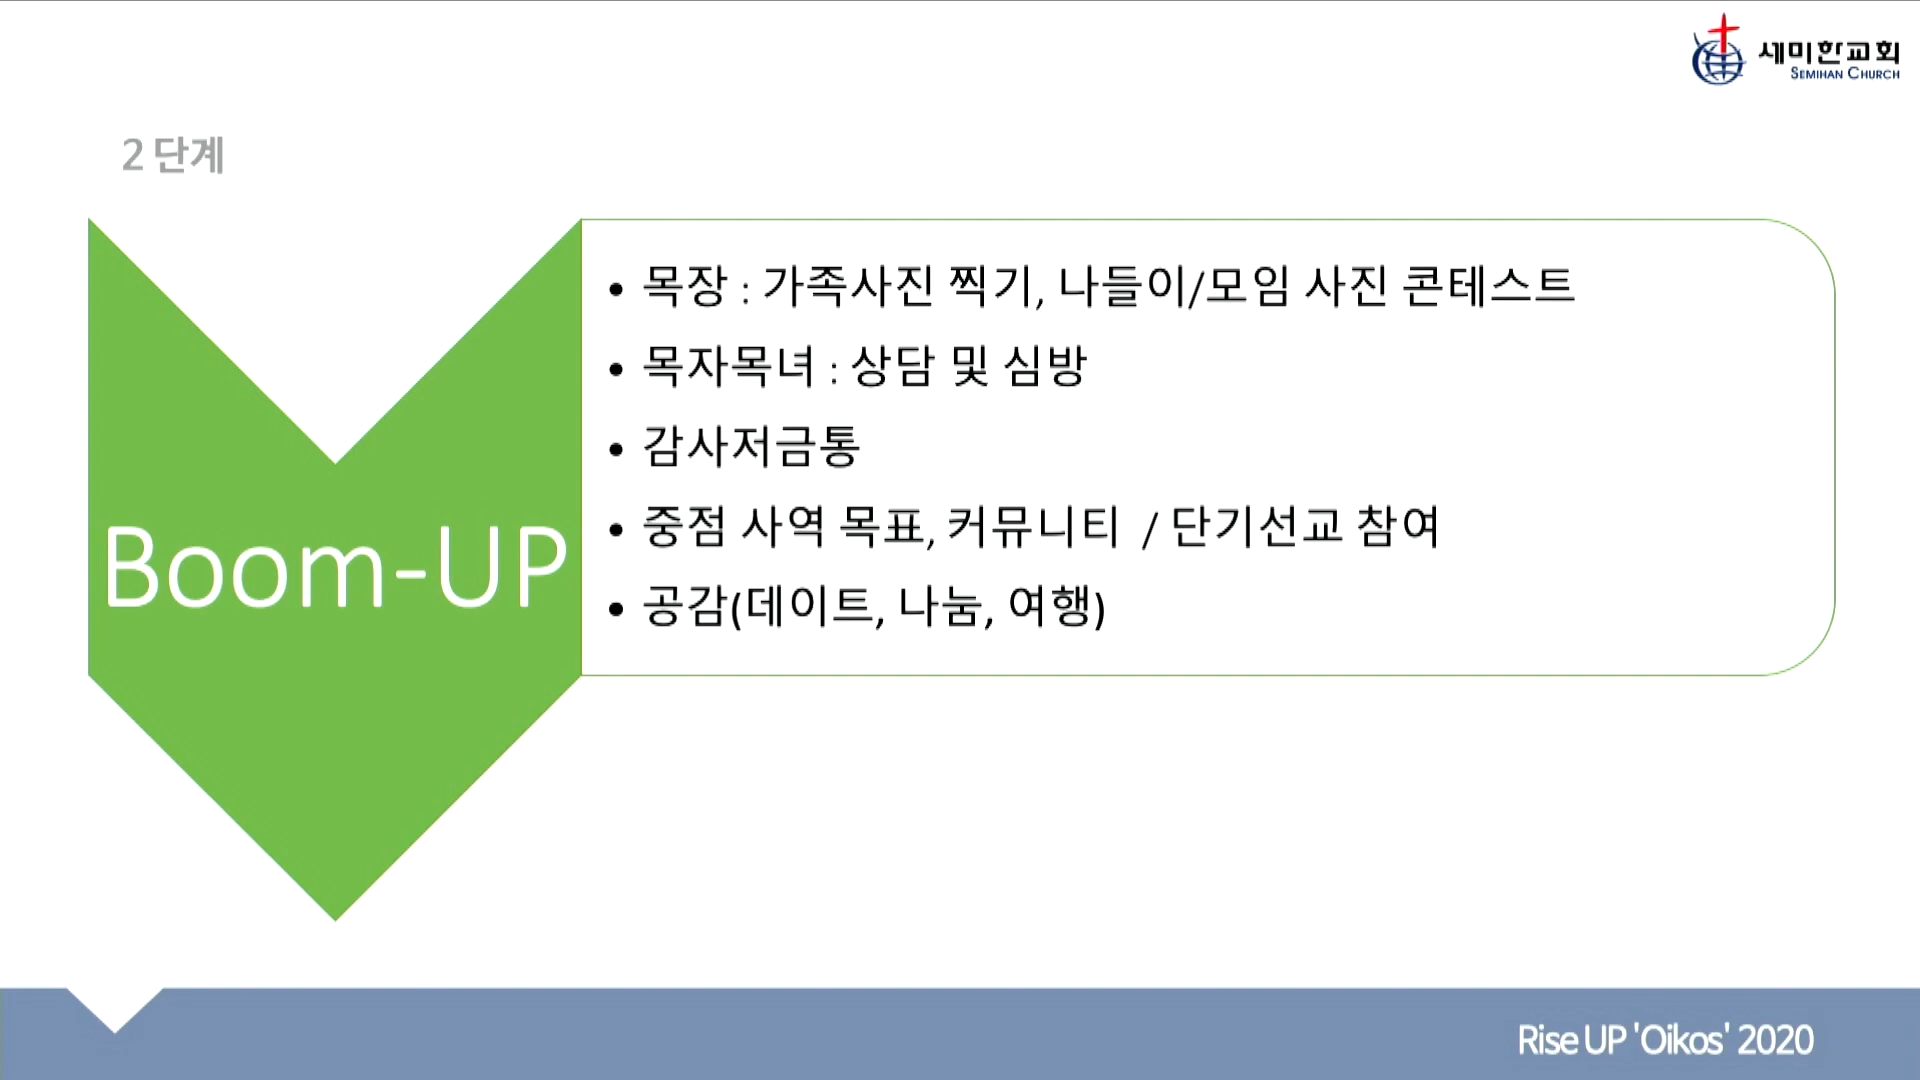 세미한교회
SEMIHAN CHURCH
2 단계
Boom-UP
• 목장 : 가족사진 찍기, 나들이/모임 사진 콘테스트
• 목자목녀 : 상담 및 심방
• 감사저금통
• 중점 사역 목표, 커뮤니티 / 단기선교 참여
• 공감(데이트, 나눔, 여행)
Rise UP 'Oikos' 2020